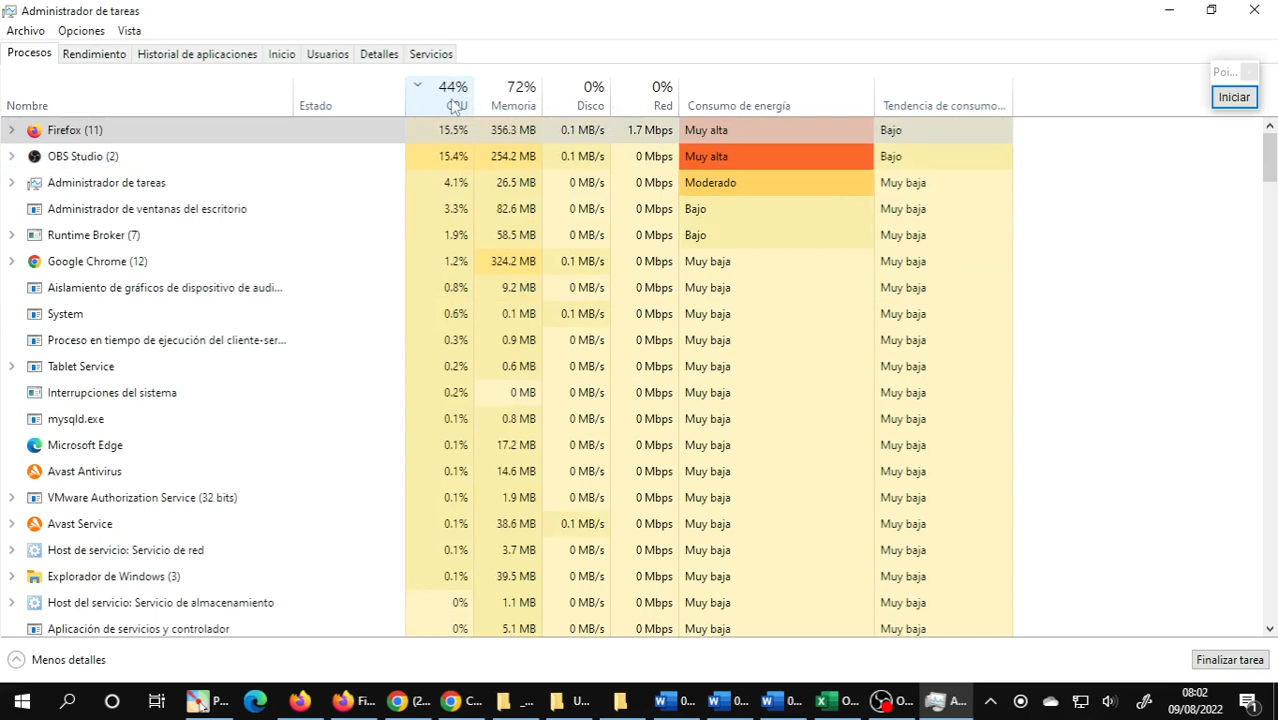 Administrador de tareas
Archivo Opciones Vista
Procesos Rendimiento Historial de aplicaciones Inicio Usuarios Detalles Servicios
Poi...
Iniciar
44% 72% 0% 0%
Nombre Estado CPU Memoria Disco Red Consumo de energía Tendencia de consumo...
Firefox (11) 15.5% 356.3 MB 0.1 MB/s 1.7 Mbps Muy alta Bajo
OBS Studio (2) 15.4% 254.2 MB 0.1 MB/s 0 Mbps Muy alta Bajo
Administrador de tareas 4.1% 26.5 MB 0 MB/s 0 Mbps Moderado Muy baja
Administrador de ventanas del escritorio 3.3% 82.6 MB 0 MB/s 0 Mbps Bajo Muy baja
Runtime Broker (7) 1.9% 58.5 MB 0 MB/s 0 Mbps Bajo Muy baja
Google Chrome (12) 1.2% 324.2 MB 0.1 MB/s 0 Mbps Muy baja Muy baja
Aislamiento de gráficos de dispositivo de audi... 0.8% 9.2 MB 0 MB/s 0 Mbps Muy baja Muy baja
System 0.6% 0.1 MB 0.1 MB/s 0 Mbps Muy baja Muy baja
Proceso en tiempo de ejecución del cliente-ser... 0.3% 0.9 MB 0 MB/s 0 Mbps Muy baja Muy baja
Tablet Service 0.2% 0.6 MB 0 MB/s 0 Mbps Muy baja Muy baja
Interrupciones del sistema 0.2% 0 MB 0 MB/s 0 Mbps Muy baja Muy baja
mysqld.exe 0.1% 0.8 MB 0 MB/s 0 Mbps Muy baja Muy baja
Microsoft Edge 0.1% 17.2 MB 0 MB/s 0 Mbps Muy baja Muy baja
Avast Antivirus 0.1% 14.6 MB 0 MB/s 0 Mbps Muy baja Muy baja
VMware Authorization Service (32 bits) 0.1% 1.9 MB 0 MB/s 0 Mbps Muy baja Muy baja
Avast Service 0.1% 38.6 MB 0.1 MB/s 0 Mbps Muy baja Muy baja
Host de servicio: Servicio de red 0.1% 3.7 MB 0 MB/s 0 Mbps Muy baja Muy baja
Explorador de Windows (3) 0.1% 39.5 MB 0 MB/s 0 Mbps Muy baja Muy baja
Host del servicio: Servicio de almacenamiento 0% 1.1 MB 0 MB/s 0 Mbps Muy baja Muy baja
Aplicación de servicios y controlador 0% 5.1 MB 0 MB/s 0 Mbps Muy baja Muy baja
Menos detalles Finalizar tarea
P... Fi... (2... C... _... U... 0... 0... 0... O... O... A... 08:02
09/08/2022 1